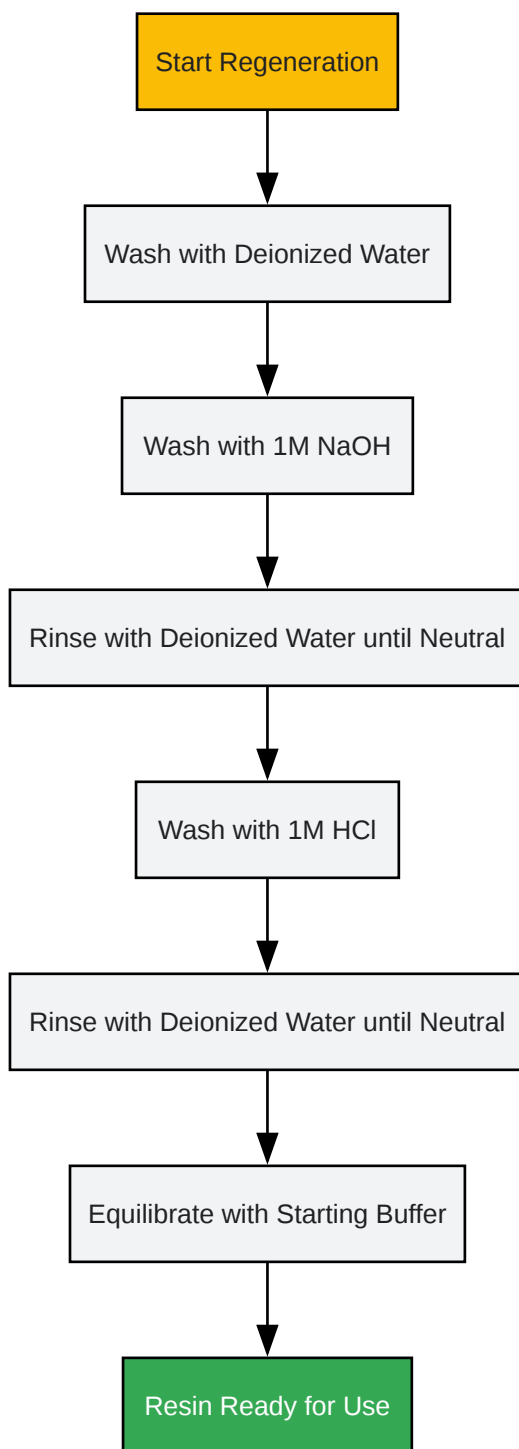 Start Regeneration
Wash with Deionized Water
Wash with 1M NaOH
Rinse with Deionized Water until Neutral
Wash with 1M HCl
Rinse with Deionized Water until Neutral
Equilibrate with Starting Buffer
Resin Ready for Use